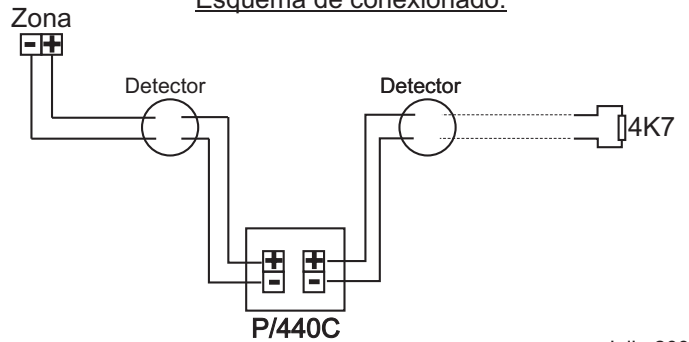 Esquema de conexionado:
Zona
- +
Detector
Detector
4K7
+ +
- -
P/440C